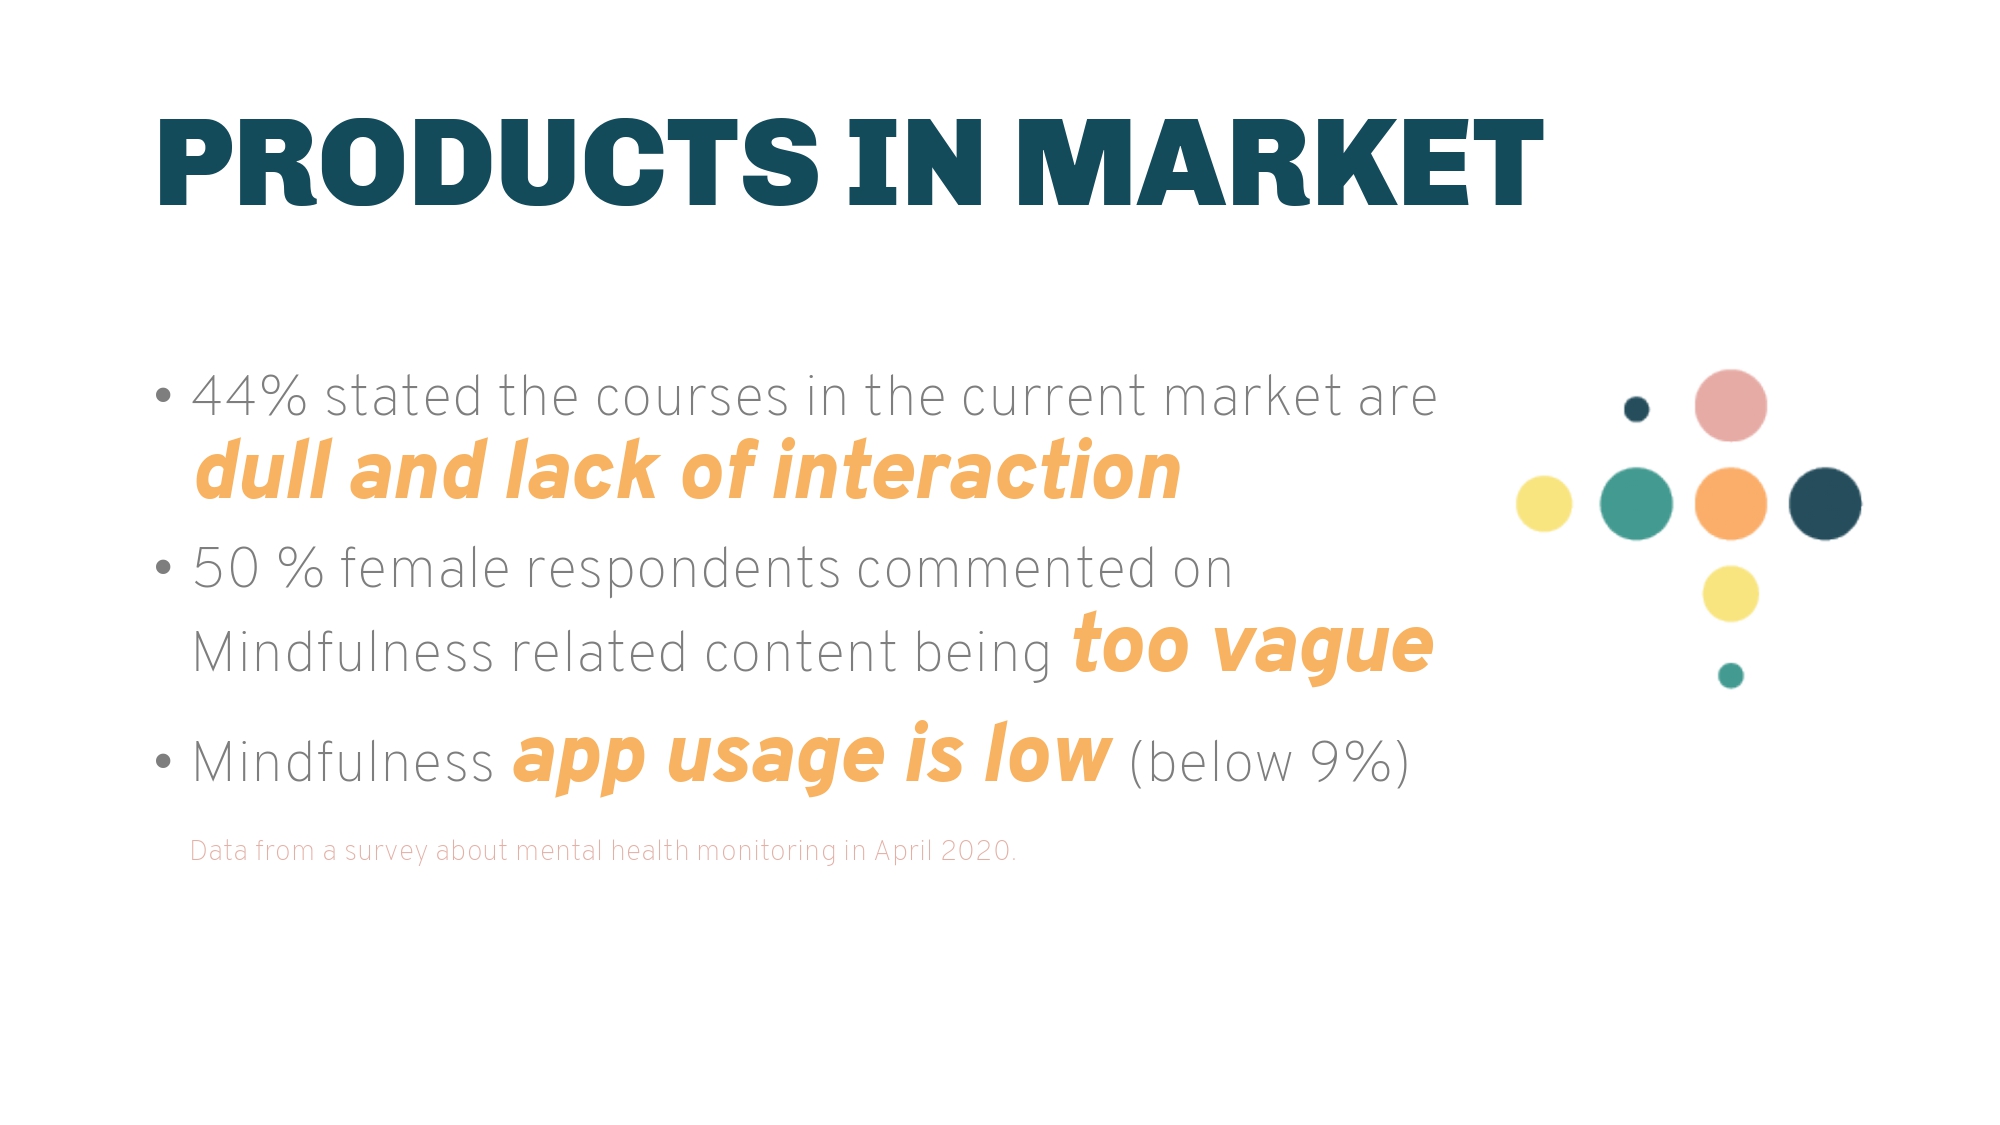 PRODUCTS IN MARKET
• 44% stated the courses in the current market are
dull and lack of interaction
• 50 % female respondents commented on
Mindfulness related content being too vague
• Mindfulness app usage is low (below 9%)
Data from a survey about mental health monitoring in April 2020.